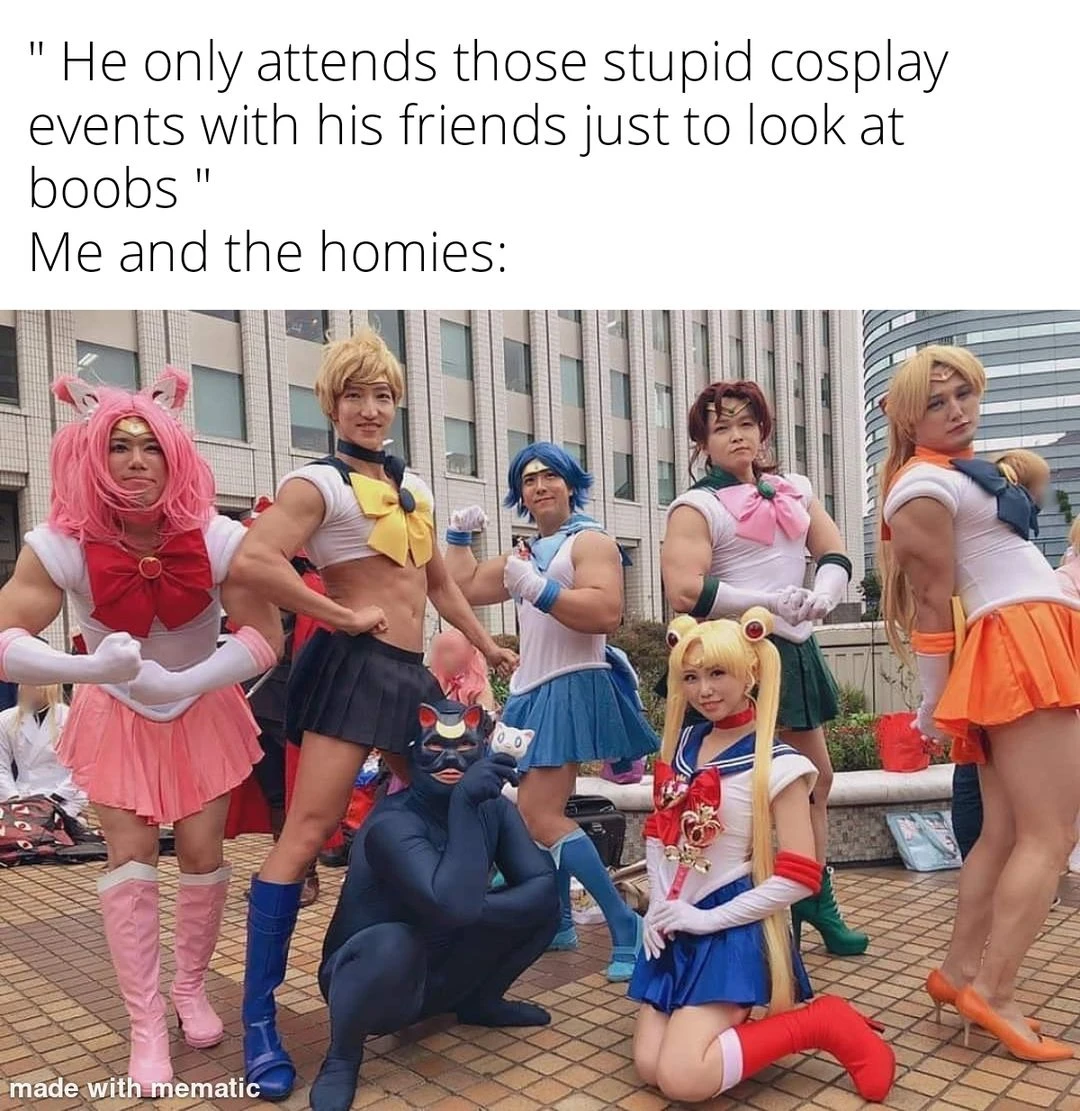 " He only attends those stupid cosplay
events with his friends just to look at
boobs "
Me and the homies:
made with mematic